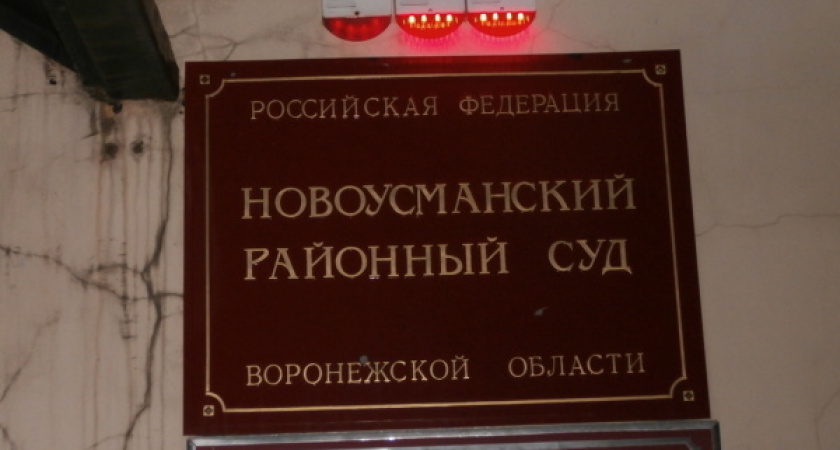 РОССИЙСКАЯ ФЕДЕРАЦИЯ
НОВОУСМАНСКИЙ
РАЙОННЫЙ СУД
ВОРОНЕЖСКОЙ ОБЛАСТИ